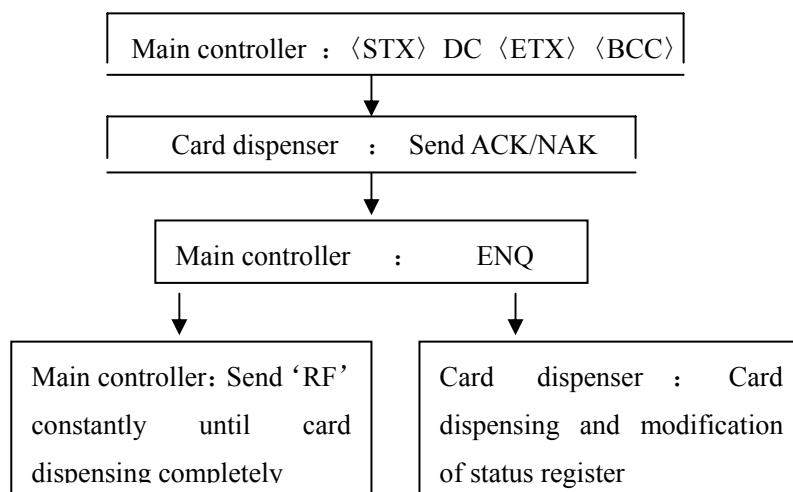 Main controller ：〈STX〉 DC 〈ETX〉〈BCC〉
Card dispenser ： Send ACK/NAK
Main controller ： ENQ
Main controller：Send ‘RF’
constantly until card
dispensing completely
Card dispenser ： Card
dispensing and modification
of status register